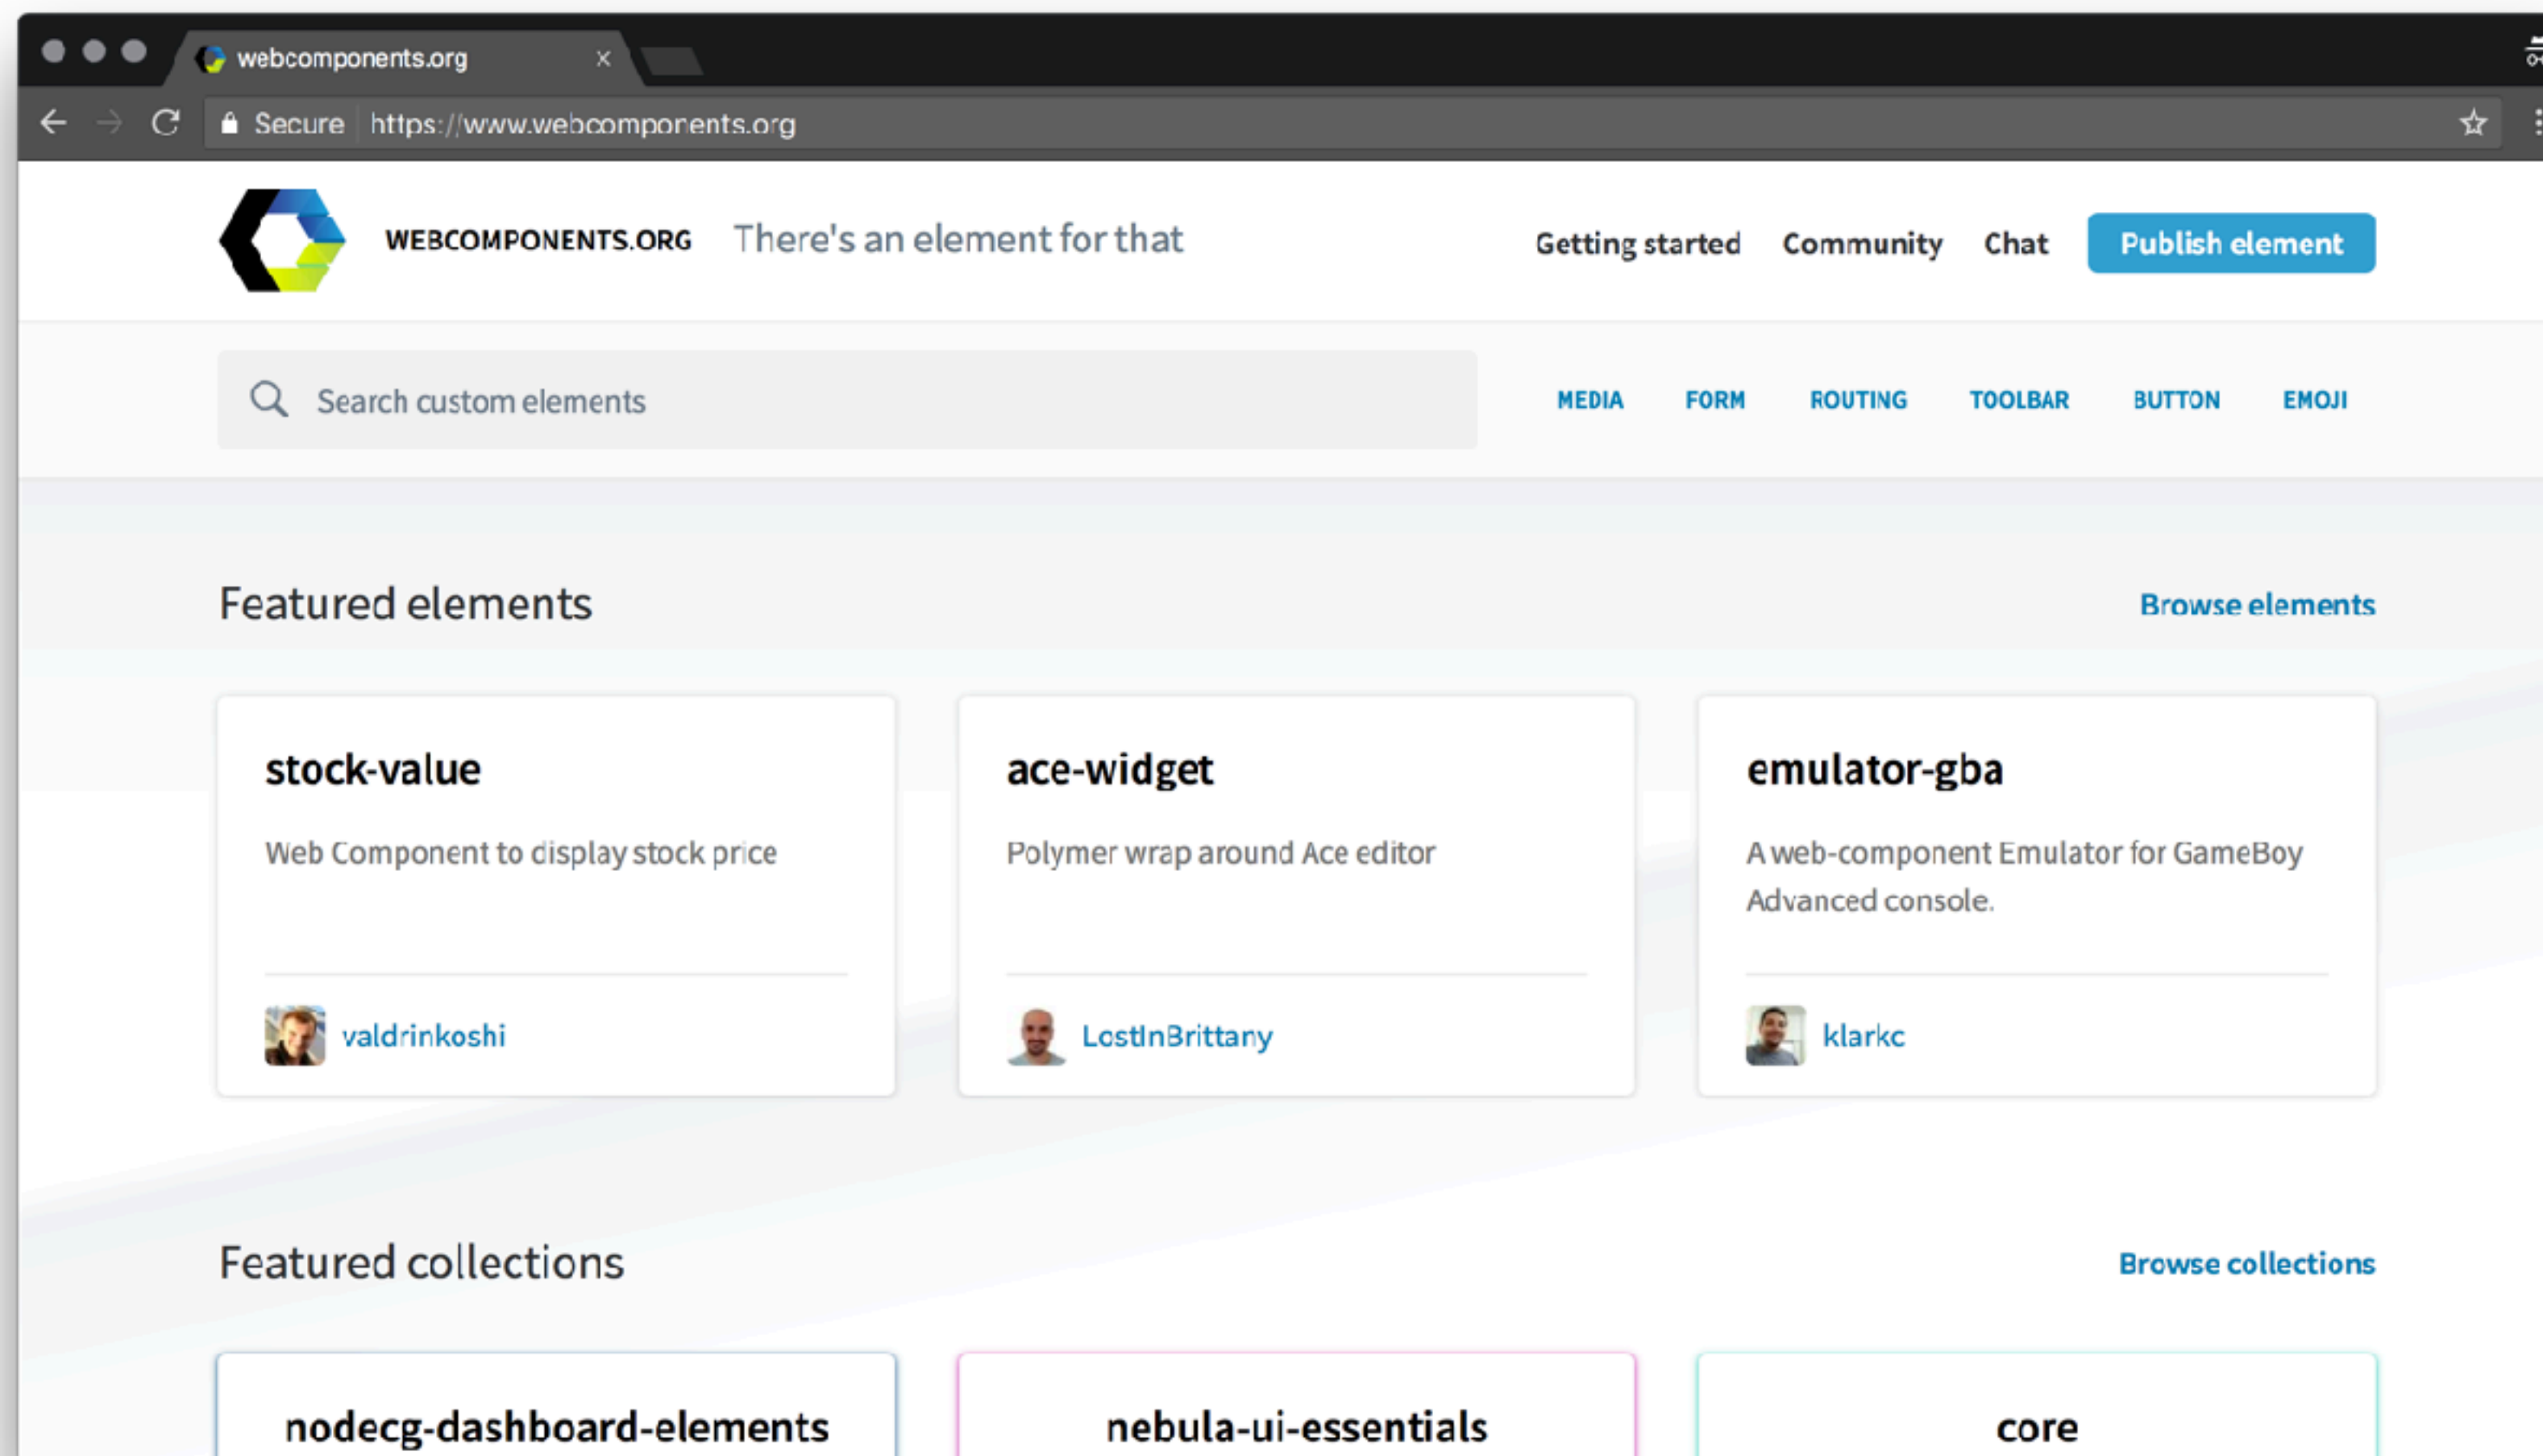 webcomponents.org
Secure https://www.webcomponents.org
WEBCOMPONENTS.ORG There's an element for that Getting started Community Chat Publish element
Search custom elements MEDIA FORM ROUTING TOOLBAR BUTTON EMOJI
Featured elements Browse elements
stock-value
Web Component to display stock price
valdrinkoshi
ace-widget
Polymer wrap around Ace editor
LostInBrittany
emulator-gba
A web-component Emulator for GameBoy
Advanced console.
klarkc
Featured collections Browse collections
nodecg-dashboard-elements
nebula-ui-essentials
core